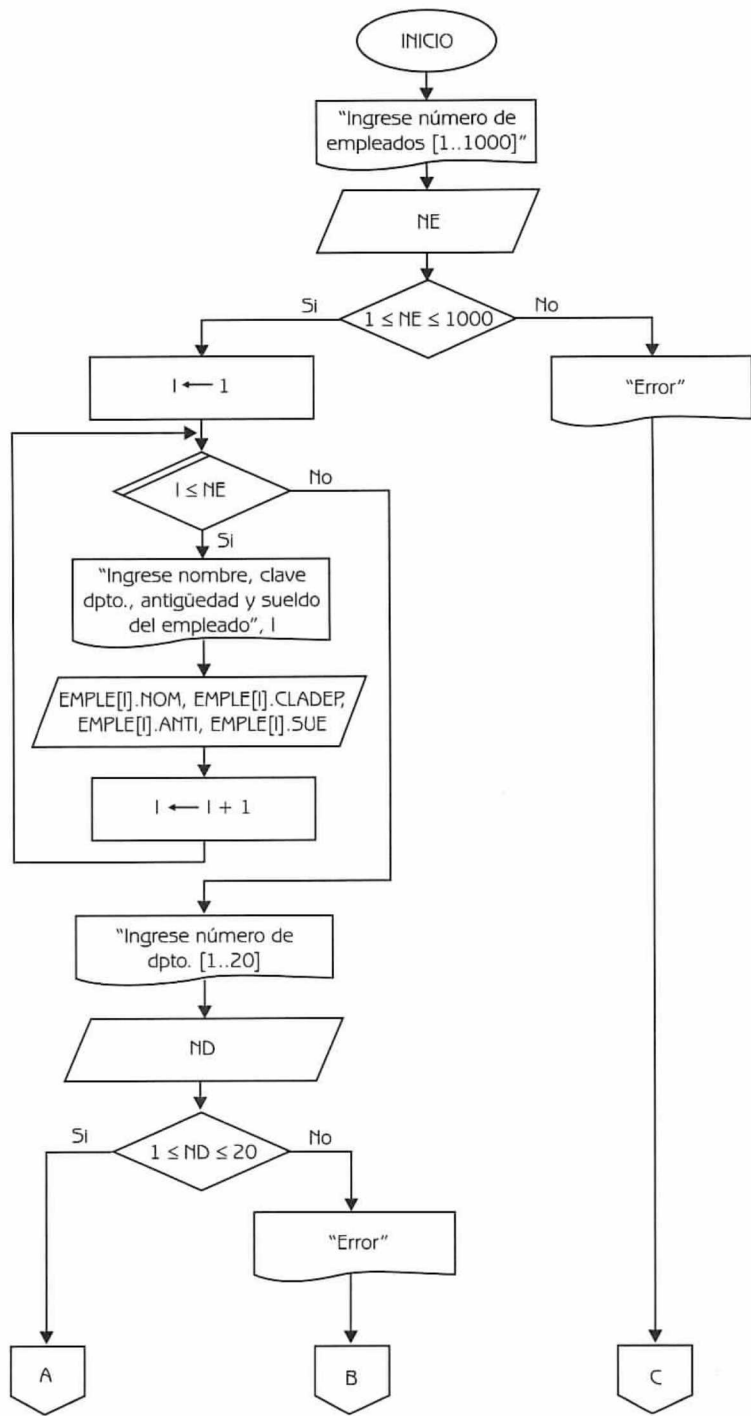 INICIO
“Ingrese número de
empleados [1..1000]”
NE
1 ≤ NE ≤ 1000
Si
No
I ← 1
“Error”
I ≤ NE
No
Si
“Ingrese nombre, clave
dpto., antigüedad y sueldo
del empleado”, I
EMPLE[I].NOM, EMPLE[I].CLADEP,
EMPLE[I].ANTI, EMPLE[I].SUE
I ← I + 1
“Ingrese número de
dpto. [1..20]
ND
1 ≤ ND ≤ 20
Si
No
“Error”
A
B
C